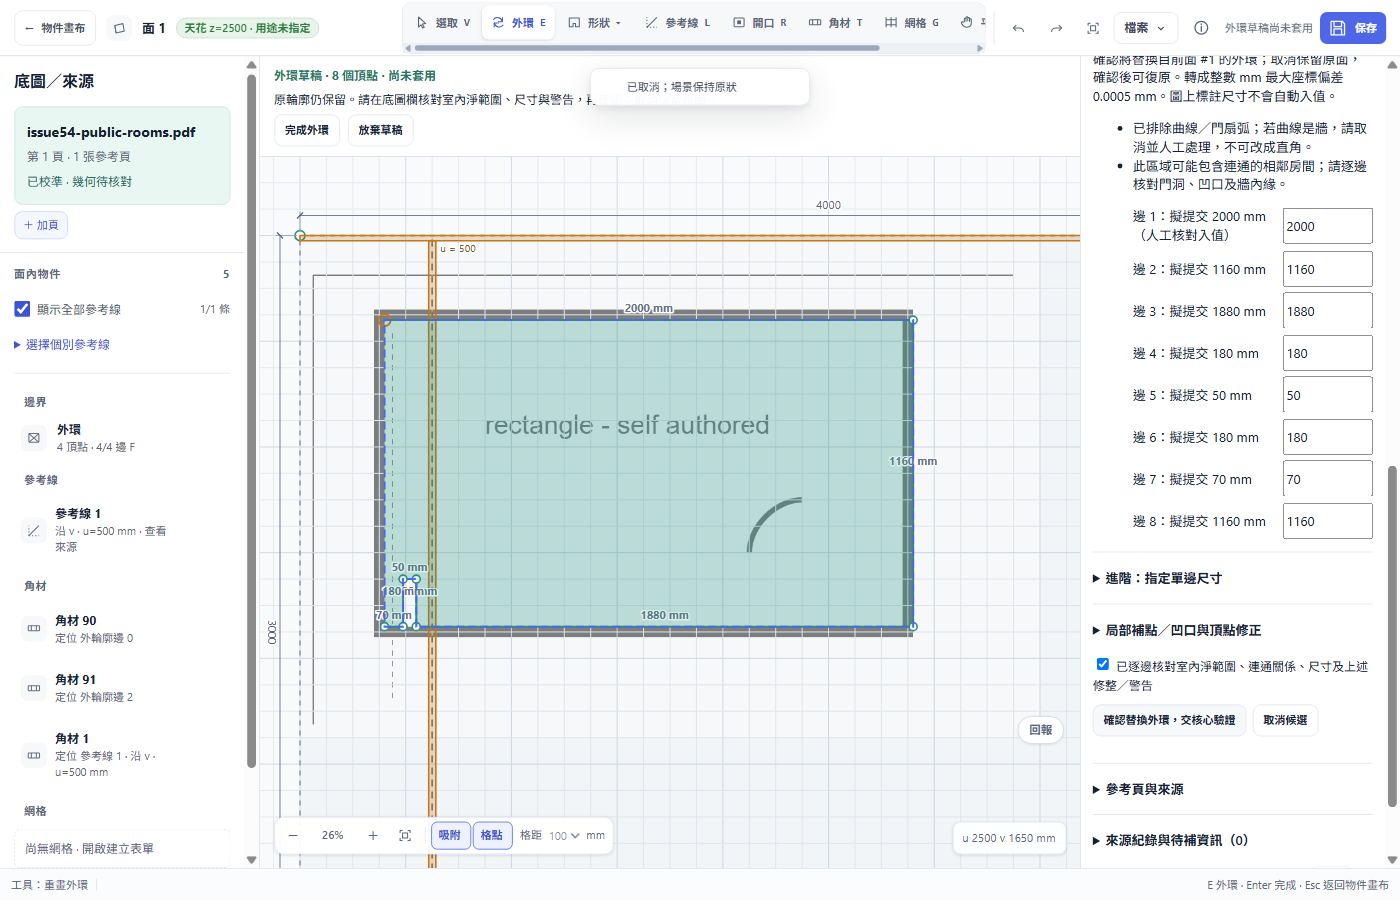 ← 物件畫布
面 1
天花 z=2500 · 用途未指定
選取 V
外環 E
形狀
參考線 L
開口 R
角材 T
網格 G
檔案
外環草稿尚未套用
保存
底圖／來源
issue54-public-rooms.pdf
第 1 頁 · 1 張參考頁
已校準 · 幾何待核對
＋ 加頁
面內物件 5
顯示全部參考線 1/1 條
選擇個別參考線
邊界
外環
4 頂點 · 4/4 邊 F
參考線
參考線 1
沿 v · u=500 mm · 查看
來源
角材
角材 90
定位 外輪廓邊 0
角材 91
定位 外輪廓邊 2
角材 1
定位 參考線 1 · 沿 v ·
u=500 mm
網格
尚無網格 · 開啟建立表單
外環草稿 · 8 個頂點 · 尚未套用
原輪廓仍保留。請在底圖欄核對室內淨範圍、尺寸與警告，再
已取消；場景保持原狀
完成外環
放棄草稿
4000
u = 500
2000 mm
rectangle - self authored
1160 mm
50 mm
180 mm
70 mm
1880 mm
3000
回報
26%
吸附
格點
格距 100 mm
u 2500 v 1650 mm
確認將替換目前面 #1 的外環；取消保留原面，
確認後可復原。轉成整數 mm 最大座標偏差
0.0005 mm。圖上標註尺寸不會自動入值。
• 已排除曲線／門扇弧；若曲線是牆，請取
消並人工處理，不可改成直角。
• 此區域可能包含連通的相鄰房間；請逐邊
核對門洞、凹口及牆內緣。
邊 1：擬提交 2000 mm
（人工核對入值） 2000
邊 2：擬提交 1160 mm 1160
邊 3：擬提交 1880 mm 1880
邊 4：擬提交 180 mm 180
邊 5：擬提交 50 mm 50
邊 6：擬提交 180 mm 180
邊 7：擬提交 70 mm 70
邊 8：擬提交 1160 mm 1160
進階：指定單邊尺寸
局部補點／凹口與頂點修正
已逐邊核對室內淨範圍、連通關係、尺寸及上述
修整／警告
確認替換外環，交核心驗證
取消候選
參考頁與來源
來源紀錄與待補資訊（0）
工具：重畫外環
E 外環 · Enter 完成 · Esc 返回物件畫布